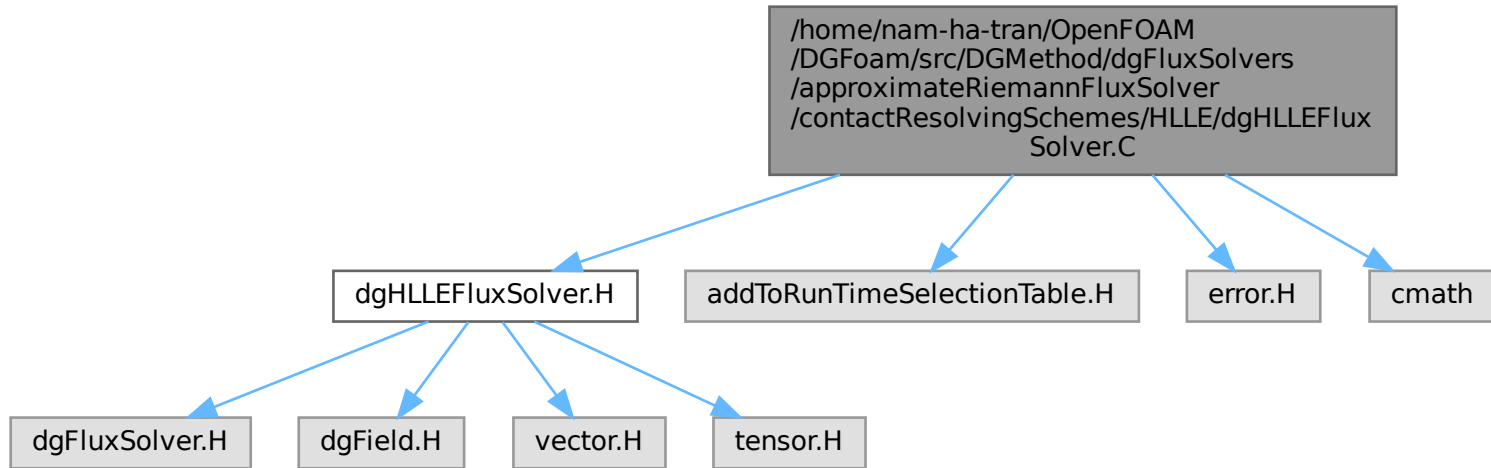 /home/nam-ha-tran/OpenFOAM
/DGFoam/src/DGMethod/dgFluxSolvers
/approximateRiemannFluxSolver
/contactResolvingSchemes/HLLE/dgHLLEFlux
Solver.C
dgHLLEFluxSolver.H
addToRunTimeSelectionTable.H
error.H
cmath
dgFluxSolver.H
dgField.H
vector.H
tensor.H